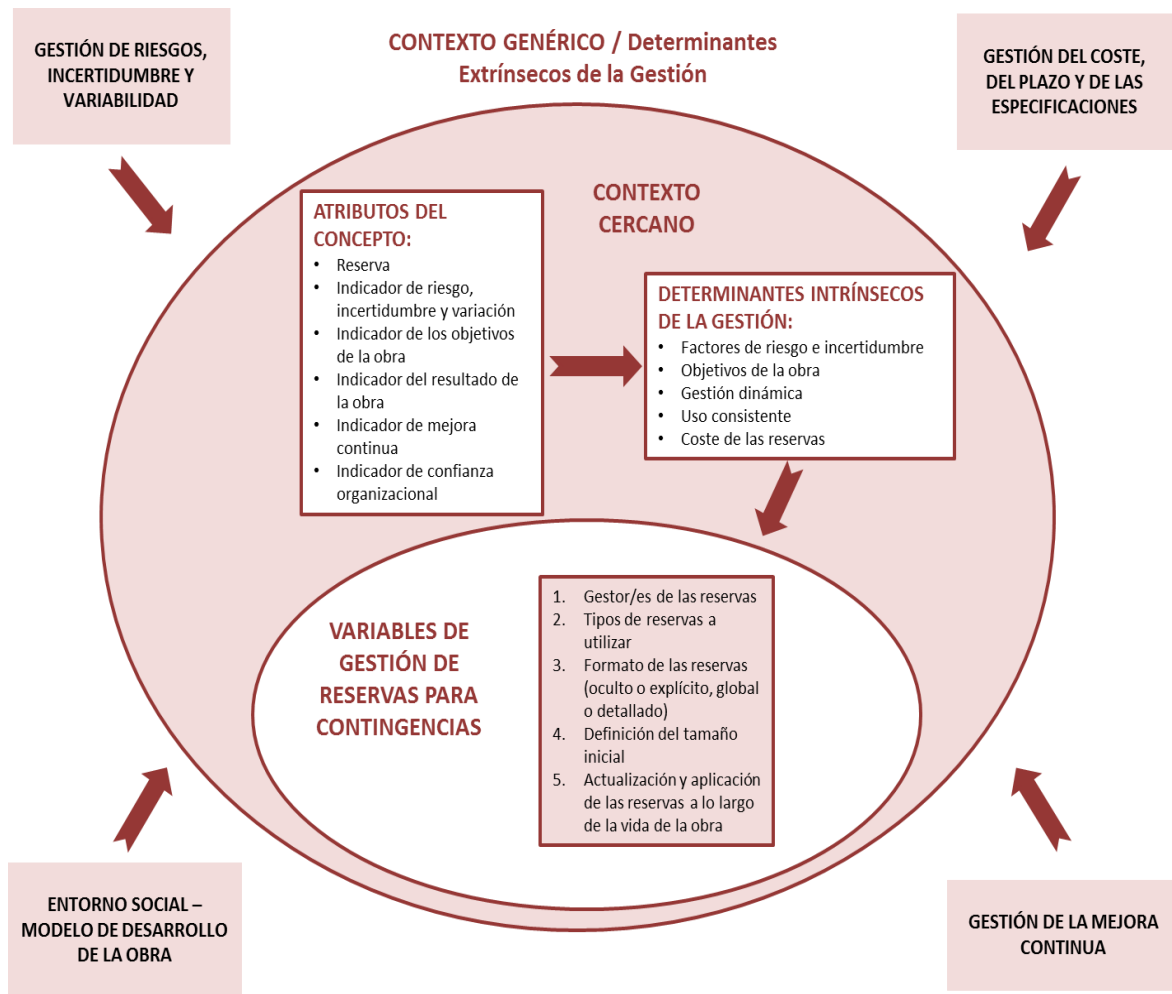 GESTIÓN DE RIESGOS,
INCERTIDUMBRE Y
VARIABILIDAD
CONTEXTO GENÉRICO / Determinantes
Extrínsecos de la Gestión
GESTIÓN DEL COSTE,
DEL PLAZO Y DE LAS
ESPECIFICACIONES
CONTEXTO
CERCANO
ATRIBUTOS DEL
CONCEPTO:
• Reserva
• Indicador de riesgo,
incertidumbre y variación
• Indicador de los objetivos
de la obra
• Indicador del resultado de
la obra
• Indicador de mejora
continua
• Indicador de confianza
organizacional
DETERMINANTES INTRÍNSECOS
DE LA GESTIÓN:
• Factores de riesgo e incertidumbre
• Objetivos de la obra
• Gestión dinámica
• Uso consistente
• Coste de las reservas
VARIABLES DE
GESTIÓN DE
RESERVAS PARA
CONTINGENCIAS
1. Gestor/es de las reservas
2. Tipos de reservas a
utilizar
3. Formato de las reservas
(oculto o explícito, global
o detallado)
4. Definición del tamaño
inicial
5. Actualización y aplicación
de las reservas a lo largo
de la vida de la obra
ENTORNO SOCIAL –
MODELO DE DESARROLLO
DE LA OBRA
GESTIÓN DE LA MEJORA
CONTINUA